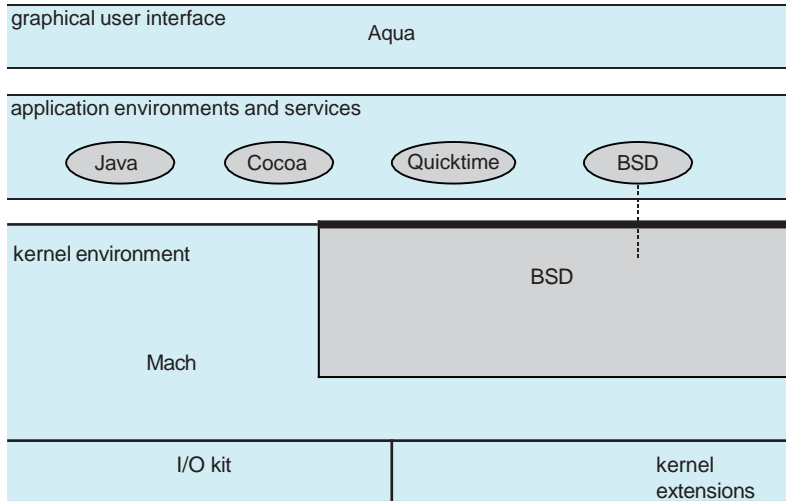 graphical user interface
Aqua
application environments and services
Java
Cocoa
Quicktime
BSD
kernel environment
BSD
Mach
I/O kit
kernel
extensions